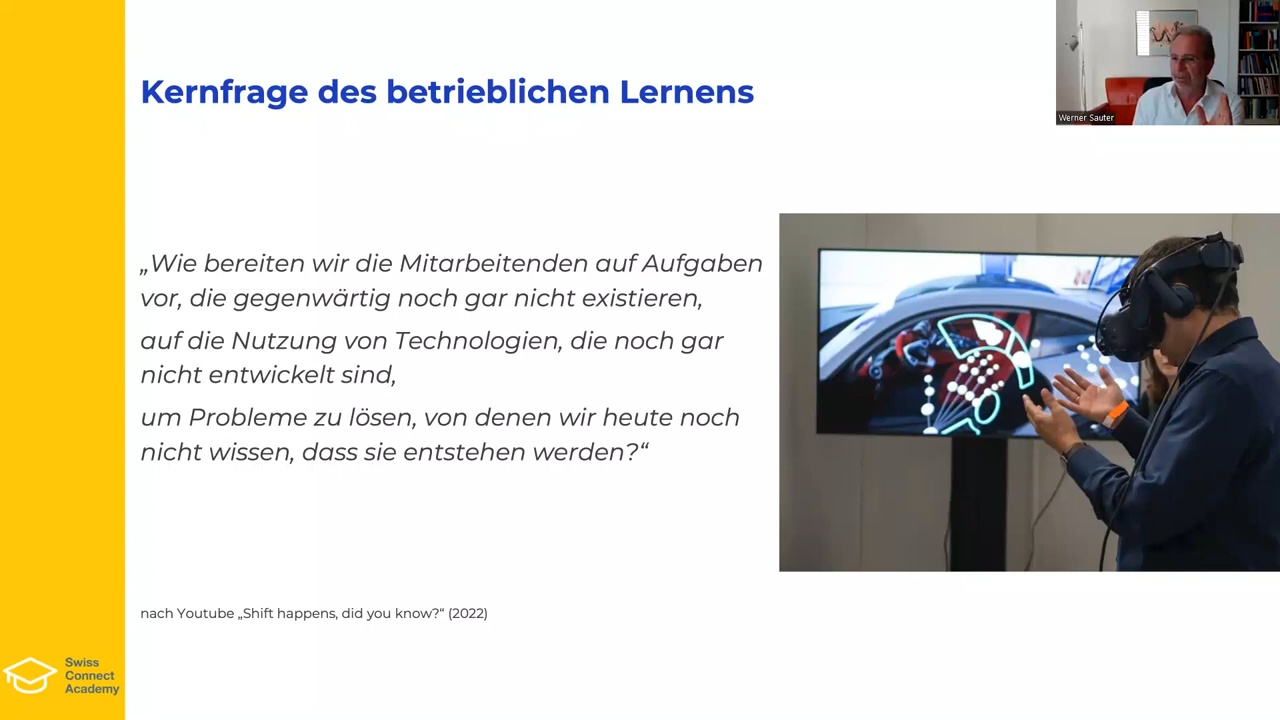 Kernfrage des betrieblichen Lernens
Werner Sauter
„Wie bereiten wir die Mitarbeitenden auf Aufgaben
vor, die gegenwärtig noch gar nicht existieren,
auf die Nutzung von Technologien, die noch gar
nicht entwickelt sind,
um Probleme zu lösen, von denen wir heute noch
nicht wissen, dass sie entstehen werden?“
nach Youtube „Shift happens, did you know?“ (2022)
Swiss
Connect
Academy